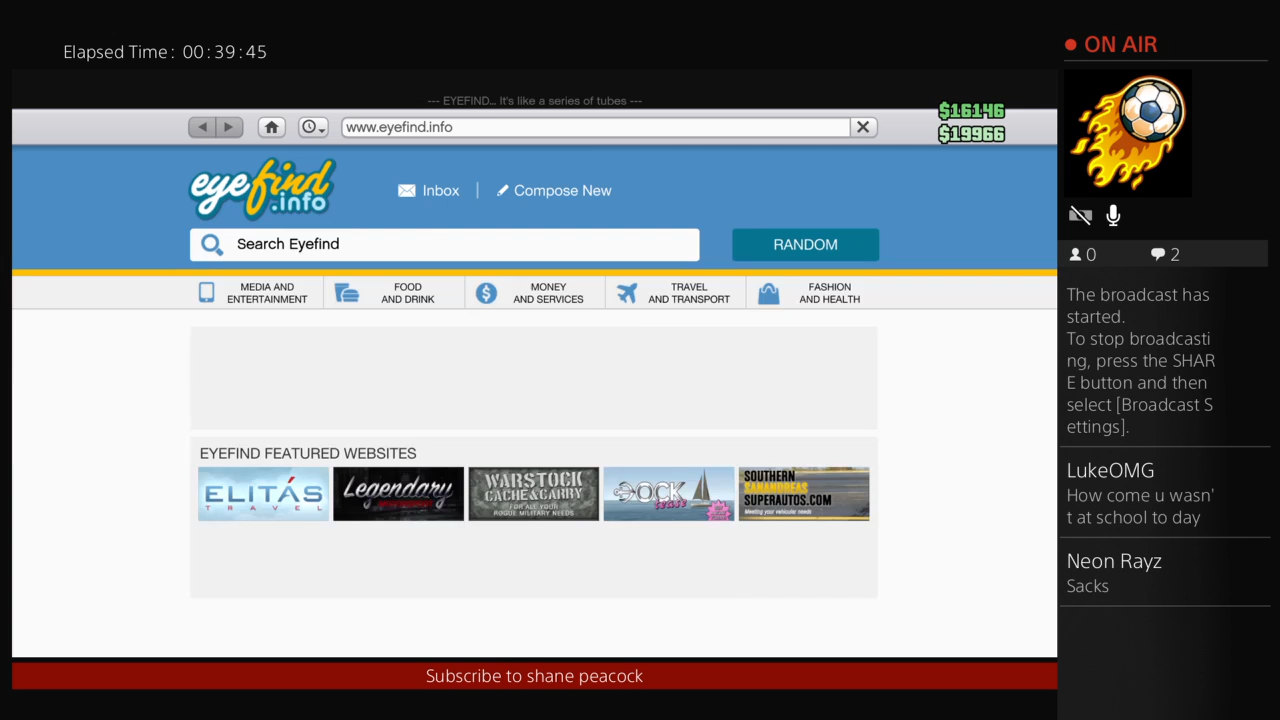 Elapsed Time: 00:39:45
ON AIR
--- EYEFIND... It's like a series of tubes ---
www.eyefind.info
$16146
$19966
eyefind
.info
Inbox
Compose New
Search Eyefind
RANDOM
MEDIA AND
ENTERTAINMENT
FOOD
AND DRINK
MONEY
AND SERVICES
TRAVEL
AND TRANSPORT
FASHION
AND HEALTH
EYEFIND FEATURED WEBSITES
ELITÁS
TRAVEL
Legendary
WARSTOCK
CACHE & CARRY
FOR ALL YOUR
ROGUE MILITARY NEEDS
DOCK
tease
SOUTHERN
SANANDREAS
SUPERAUTOS.COM
Meeting your vehicular needs
0
2
The broadcast has
started.
To stop broadcasti
ng, press the SHAR
E button and then
select [Broadcast S
ettings].
LukeOMG
How come u wasn'
t at school to day
Neon Rayz
Sacks
Subscribe to shane peacock